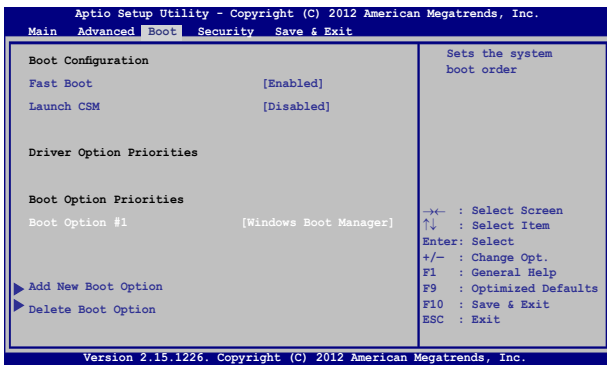 Aptio Setup Utility - Copyright (C) 2012 American Megatrends, Inc.
Main Advanced Boot Security Save & Exit
Boot Configuration
Fast Boot [Enabled]
Launch CSM [Disabled]
Driver Option Priorities
Boot Option Priorities
Boot Option #1 [Windows Boot Manager]
Add New Boot Option
Delete Boot Option
Sets the system
boot order
→← : Select Screen
↑↓ : Select Item
Enter: Select
+/— : Change Opt.
F1 : General Help
F9 : Optimized Defaults
F10 : Save & Exit
ESC : Exit
Version 2.15.1226. Copyright (C) 2012 American Megatrends, Inc.